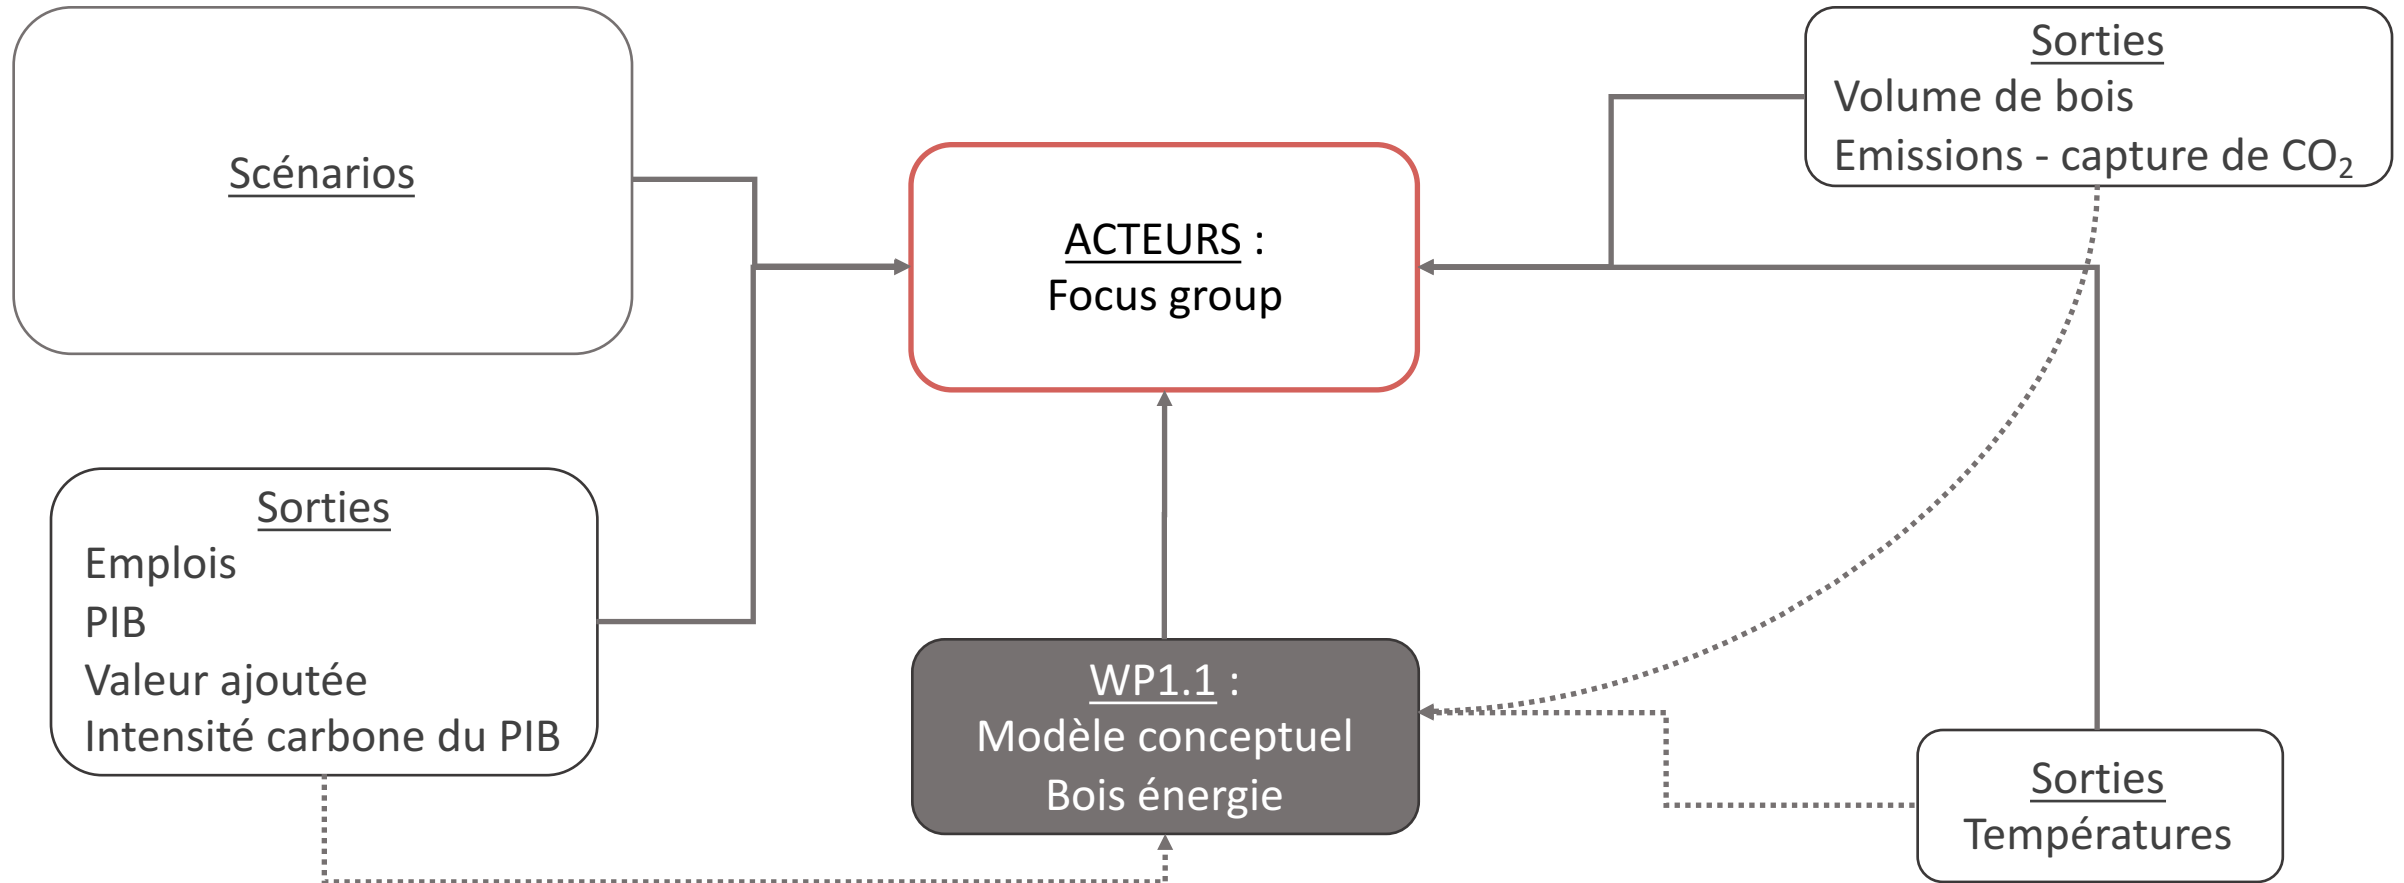 Scénarios
ACTEURS :
Focus group
Sorties
Volume de bois
Emissions - capture de CO₂
Sorties
Emplois
PIB
Valeur ajoutée
Intensité carbone du PIB
WP1.1 :
Modèle conceptuel
Bois énergie
Sorties
Températures